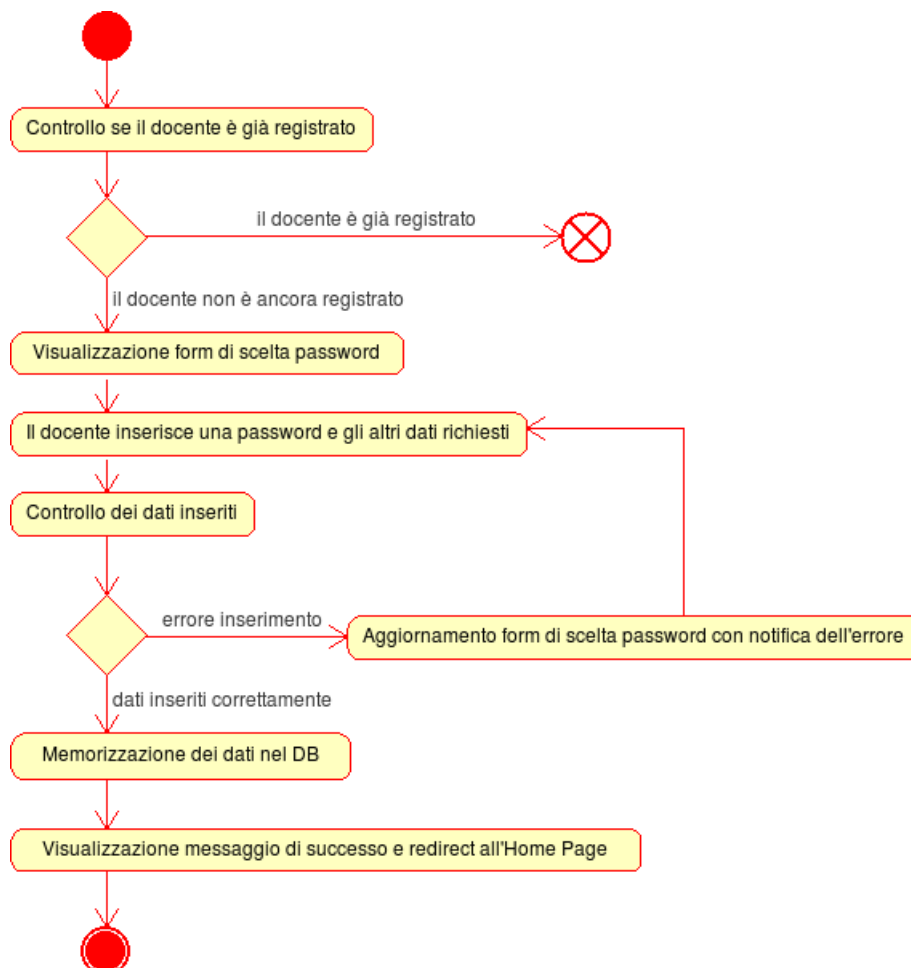 Controllo se il docente è già registrato
il docente è già registrato
il docente non è ancora registrato
Visualizzazione form di scelta password
Il docente inserisce una password e gli altri dati richiesti
Controllo dei dati inseriti
errore inserimento
Aggiornamento form di scelta password con notifica dell'errore
dati inseriti correttamente
Memorizzazione dei dati nel DB
Visualizzazione messaggio di successo e redirect all'Home Page